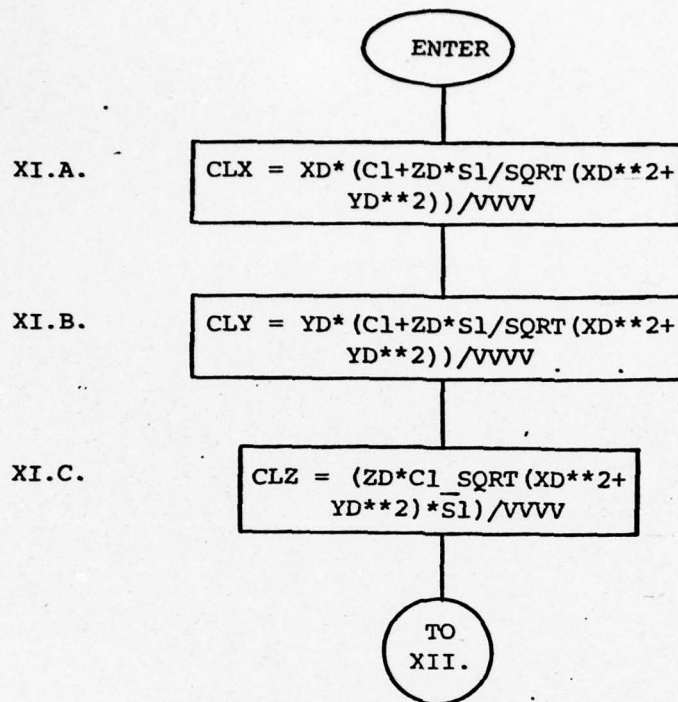 ENTER
XI.A.
CLX = XD*(C1+ZD*S1/SQRT(XD**2+
YD**2))/VVVV
XI.B.
CLY = YD*(C1+ZD*S1/SQRT(XD**2+
YD**2))/VVVV
XI.C.
CLZ = (ZD*C1_SQRT(XD**2+
YD**2)*S1)/VVVV
TO
XII.